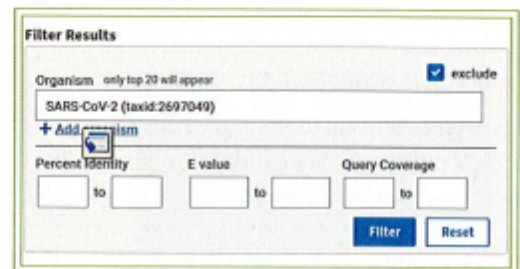 Filter Results
Organism only top 20 will appear
exclude
SARS-CoV-2 (taxid:2697049)
+ Add organism
Percent Identity E value Query Coverage
to to to
Filter Reset